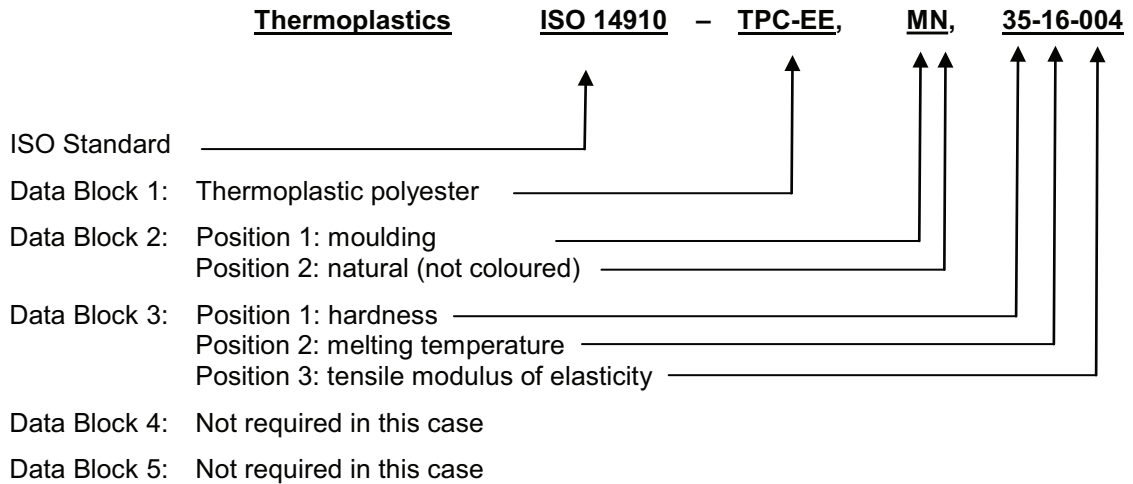 Thermoplastics ISO 14910 – TPC-EE, MN, 35-16-004
ISO Standard
Data Block 1: Thermoplastic polyester
Data Block 2: Position 1: moulding
Position 2: natural (not coloured)
Data Block 3: Position 1: hardness
Position 2: melting temperature
Position 3: tensile modulus of elasticity
Data Block 4: Not required in this case
Data Block 5: Not required in this case